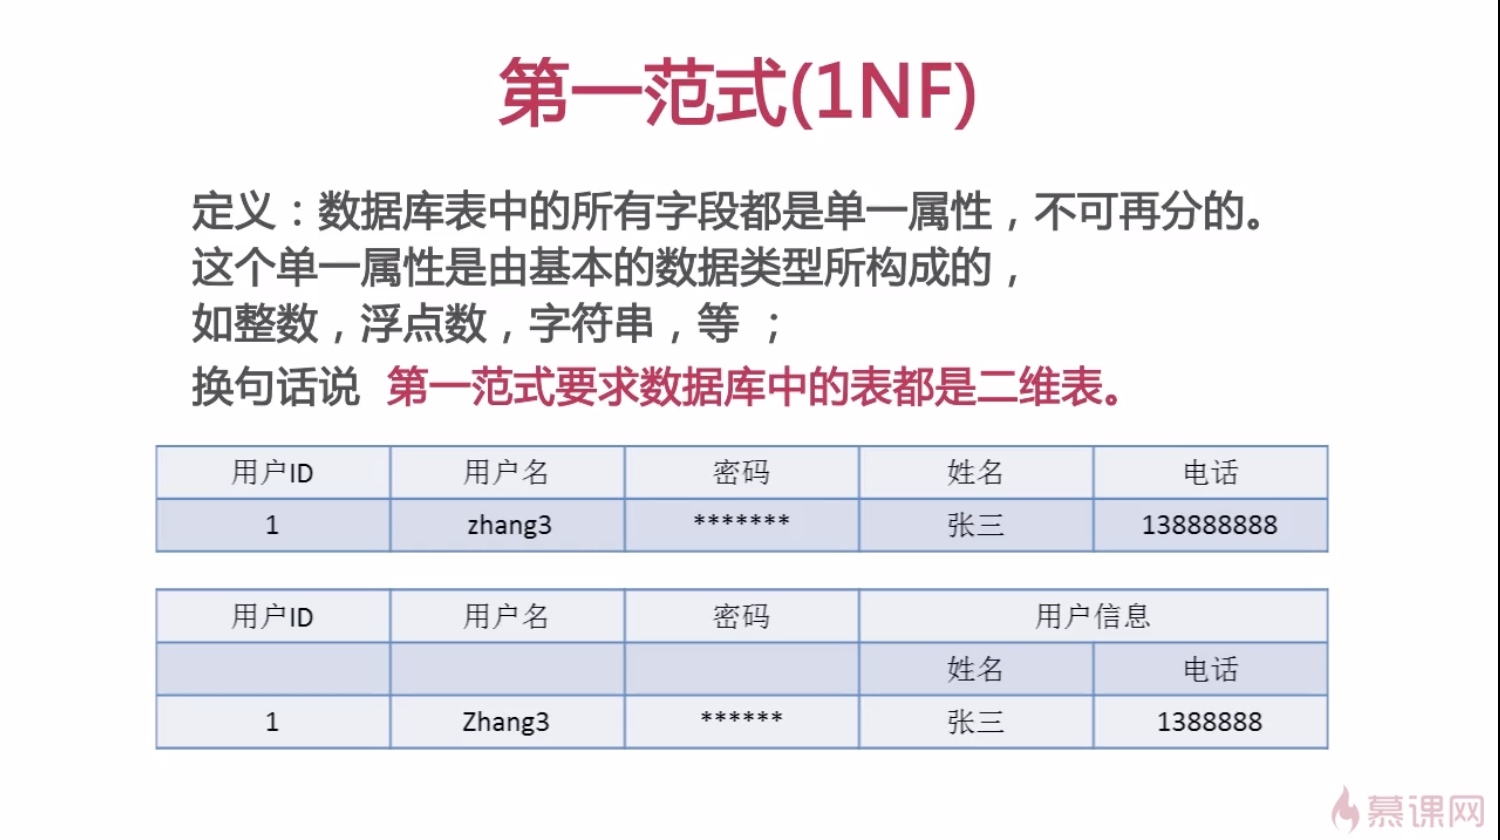 第一范式(1NF)
定义：数据库表中的所有字段都是单一属性，不可再分的。
这个单一属性是由基本的数据类型所构成的，
如整数，浮点数，字符串，等 ；
换句话说 第一范式要求数据库中的表都是二维表。
用户ID 用户名 密码 姓名 电话
1 zhang3 ******* 张三 138888888
用户ID 用户名 密码 用户信息
姓名 电话
1 Zhang3 ****** 张三 1388888
慕课网